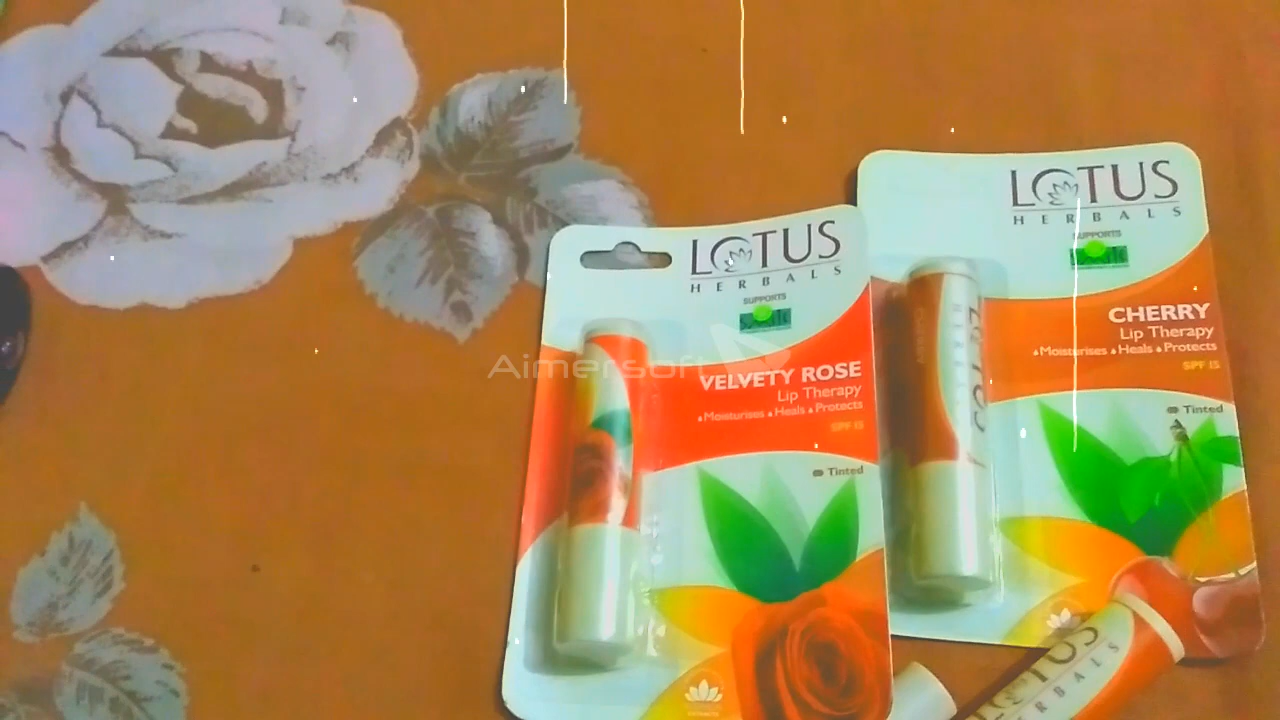 LOTUS
HERBALS
SUPPORTS
VELVETY ROSE
Lip Therapy
Moisturises Heals Protects
SPF 15
Tinted
LOTUS
HERBALS
SUPPORTS
CHERRY
Lip Therapy
Moisturises Heals Protects
SPF 15
Tinted
LOTUS
HERBALS
Aimersoft